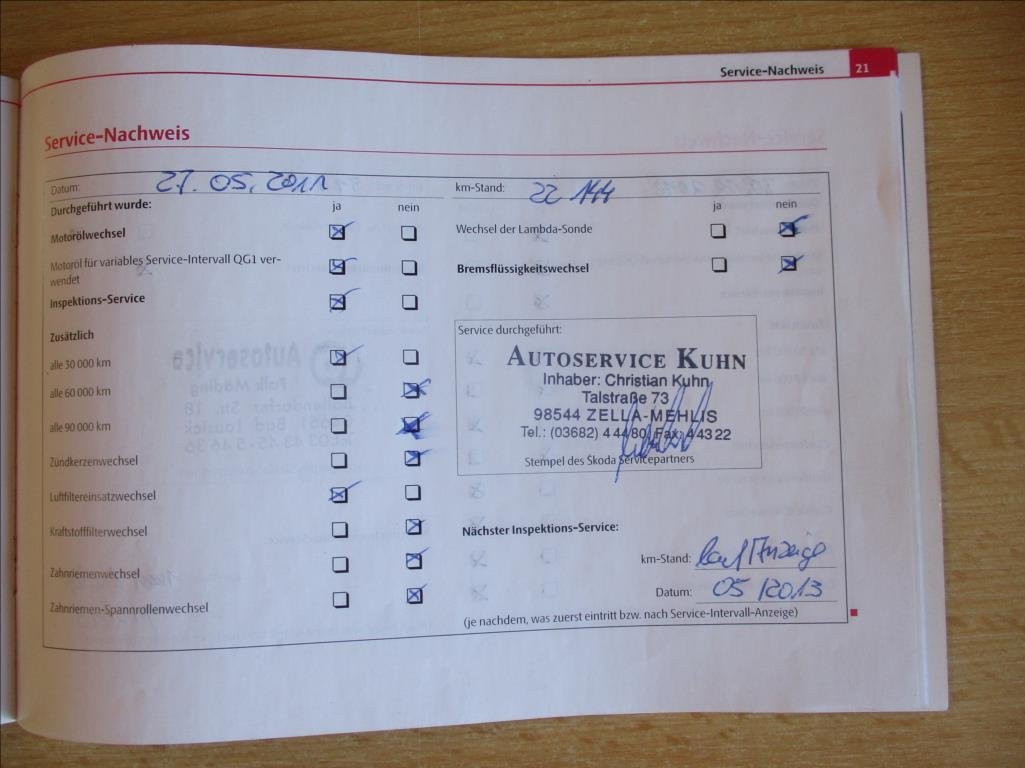 Service-Nachweis 21
Service-Nachweis
Datum: 27. 05. 2011
km-Stand: 22 144
Durchgeführt wurde: ja nein
ja nein
Motorölwechsel
Wechsel der Lambda-Sonde
Motoröl für variables Service-Intervall QG1 ver-
wendet
Bremsflüssigkeitswechsel
Inspektions-Service
Zusätzlich
alle 30 000 km
alle 60 000 km
alle 90 000 km
Zündkerzenwechsel
Luftfiltereinsatzwechsel
Kraftstofffilterwechsel
Zahnriemenwechsel
Zahnriemen-Spannrollenwechsel
Service durchgeführt:
AUTOSERVICE KUHN
Inhaber: Christian Kuhn
Talstraße 73
98544 ZELLA-MEHLIS
Tel.: (03682) 4 44 80, Fax: 4 43 22
Stempel des Škoda Servicepartners
Nächster Inspektions-Service:
km-Stand: lauf Anzeige
Datum: 05/2013
(je nachdem, was zuerst eintritt bzw. nach Service-Intervall-Anzeige)